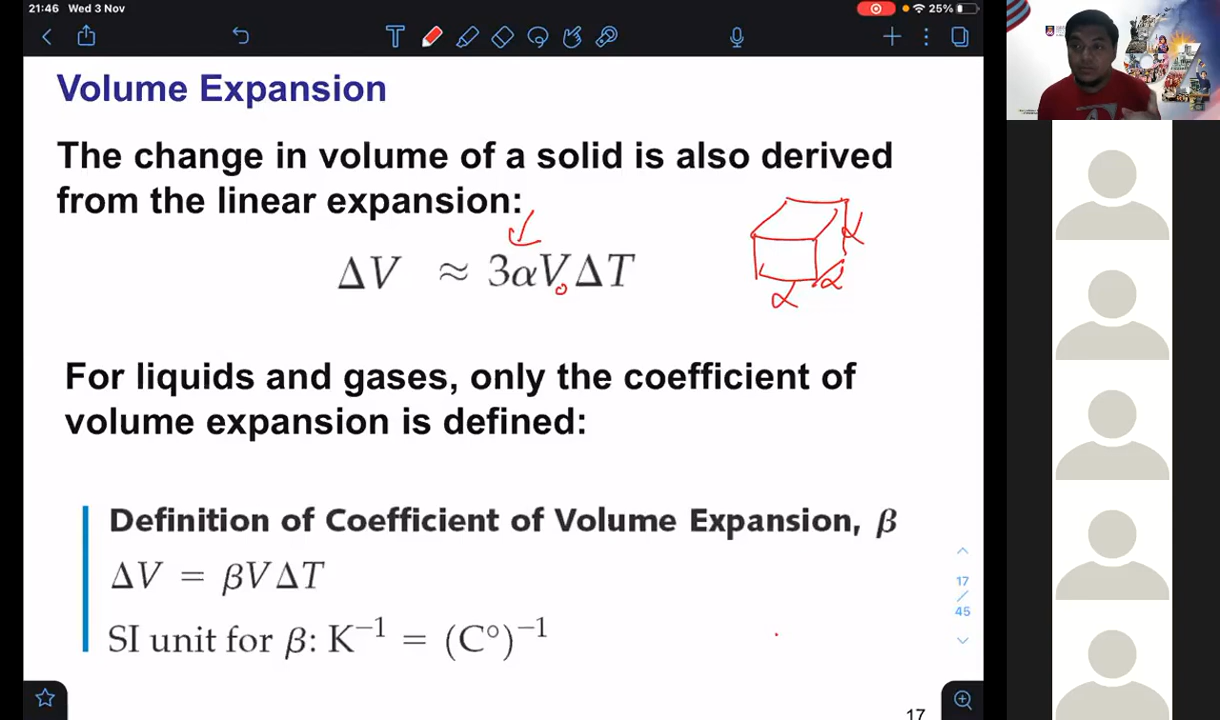 21:46 Wed 3 Nov
25%
Volume Expansion
The change in volume of a solid is also derived
from the linear expansion:
ΔV ≈ 3αV₀ΔT
α
α
α
For liquids and gases, only the coefficient of
volume expansion is defined:
Definition of Coefficient of Volume Expansion, β
ΔV = βVΔT
SI unit for β: K⁻¹ = (C°)⁻¹
17
/
45
17